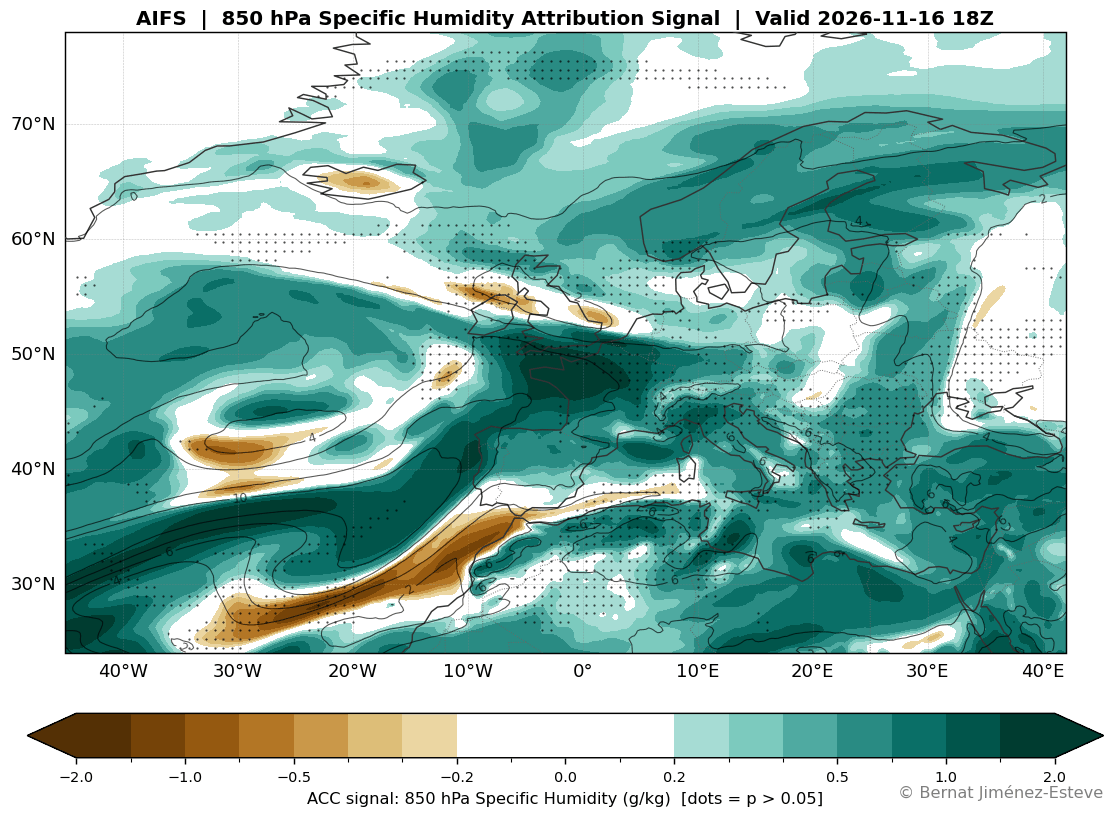 AIFS | 850 hPa Specific Humidity Attribution Signal | Valid 2026-11-16 18Z
70°N
60°N
50°N
40°N
30°N
40°W 30°W 20°W 10°W 0° 10°E 20°E 30°E 40°E
−2.0 −1.0 −0.5 −0.2 0.0 0.2 0.5 1.0 2.0
ACC signal: 850 hPa Specific Humidity (g/kg) [dots = p > 0.05]
© Bernat Jiménez-Esteve